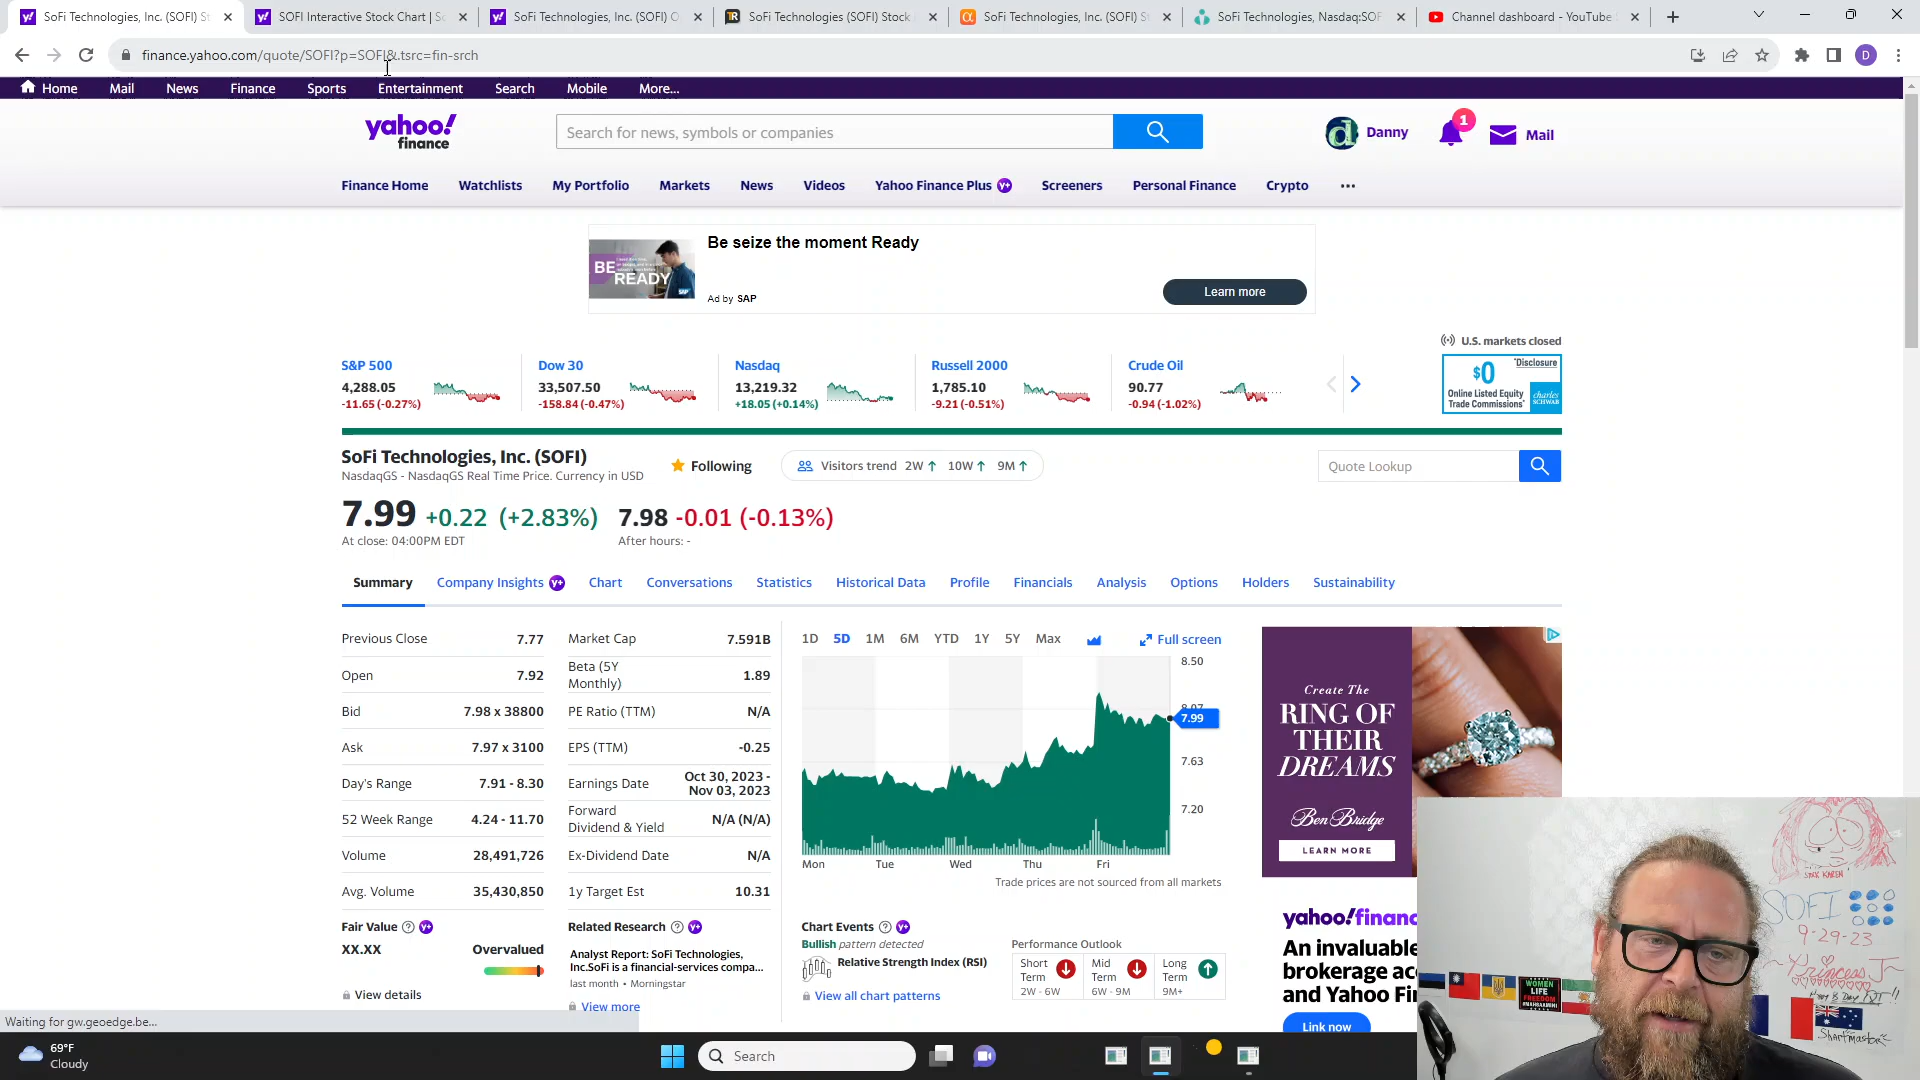 SoFi Technologies, Inc. (SOFI) St
SOFI Interactive Stock Chart | So
SoFi Technologies, Inc. (SOFI) O
SoFi Technologies (SOFI) Stock
SoFi Technologies, Inc. (SOFI) St
SoFi Technologies, Nasdaq:SOF
Channel dashboard - YouTube
finance.yahoo.com/quote/SOFI?p=SOFI&.tsrc=fin-srch
D
Home Mail News Finance Sports Entertainment Search Mobile More...
yahoo!
finance
Search for news, symbols or companies
Danny
1
Mail
Finance Home Watchlists My Portfolio Markets News Videos Yahoo Finance Plus Y+ Screeners Personal Finance Crypto ...
BE
READY
SAP
Be seize the moment Ready
Ad by SAP
Learn more
U.S. markets closed
S&P 500
4,288.05
-11.65 (-0.27%)
Dow 30
33,507.50
-158.84 (-0.47%)
Nasdaq
13,219.32
+18.05 (+0.14%)
Russell 2000
1,785.10
-9.21 (-0.51%)
Crude Oil
90.77
-0.94 (-1.02%)
*Disclosure
$0
Online Listed Equity
Trade Commissions*
charles
SCHWAB
SoFi Technologies, Inc. (SOFI)
NasdaqGS - NasdaqGS Real Time Price. Currency in USD
Following
Visitors trend 2W 10W 9M
Quote Lookup
7.99 +0.22 (+2.83%) 7.98 -0.01 (-0.13%)
At close: 04:00PM EDT
After hours: -
Summary Company Insights Y+ Chart Conversations Statistics Historical Data Profile Financials Analysis Options Holders Sustainability
Previous Close 7.77
Open 7.92
Bid 7.98 x 38800
Ask 7.97 x 3100
Day's Range 7.91 - 8.30
52 Week Range 4.24 - 11.70
Volume 28,491,726
Avg. Volume 35,430,850
Market Cap 7.591B
Beta (5Y
Monthly) 1.89
PE Ratio (TTM) N/A
EPS (TTM) -0.25
Earnings Date Oct 30, 2023 -
Nov 03, 2023
Forward
Dividend & Yield N/A (N/A)
Ex-Dividend Date N/A
1y Target Est 10.31
1D 5D 1M 6M YTD 1Y 5Y Max
Full screen
8.50
8.07
7.99
7.63
7.20
Mon Tue Wed Thu Fri
Trade prices are not sourced from all markets
Create The
RING OF
THEIR
DREAMS
Ben Bridge
LEARN MORE
Fair Value
XX.XX Overvalued
View details
Related Research
Analyst Report: SoFi Technologies,
Inc.SoFi is a financial-services compa...
last month • Morningstar
View more
Chart Events
Bullish pattern detected
Relative Strength Index (RSI)
View all chart patterns
Performance Outlook
Short
Term
2W - 6W
Mid
Term
6W - 9M
Long
Term
9M+
yahoo!financ
An invaluable
brokerage ac
and Yahoo Fi
Link now
SOFI
9-29-23
Princess J
WOMEN
LIFE
FREEDOM
Waiting for gw.geoedge.be...
69°F
Cloudy
Search